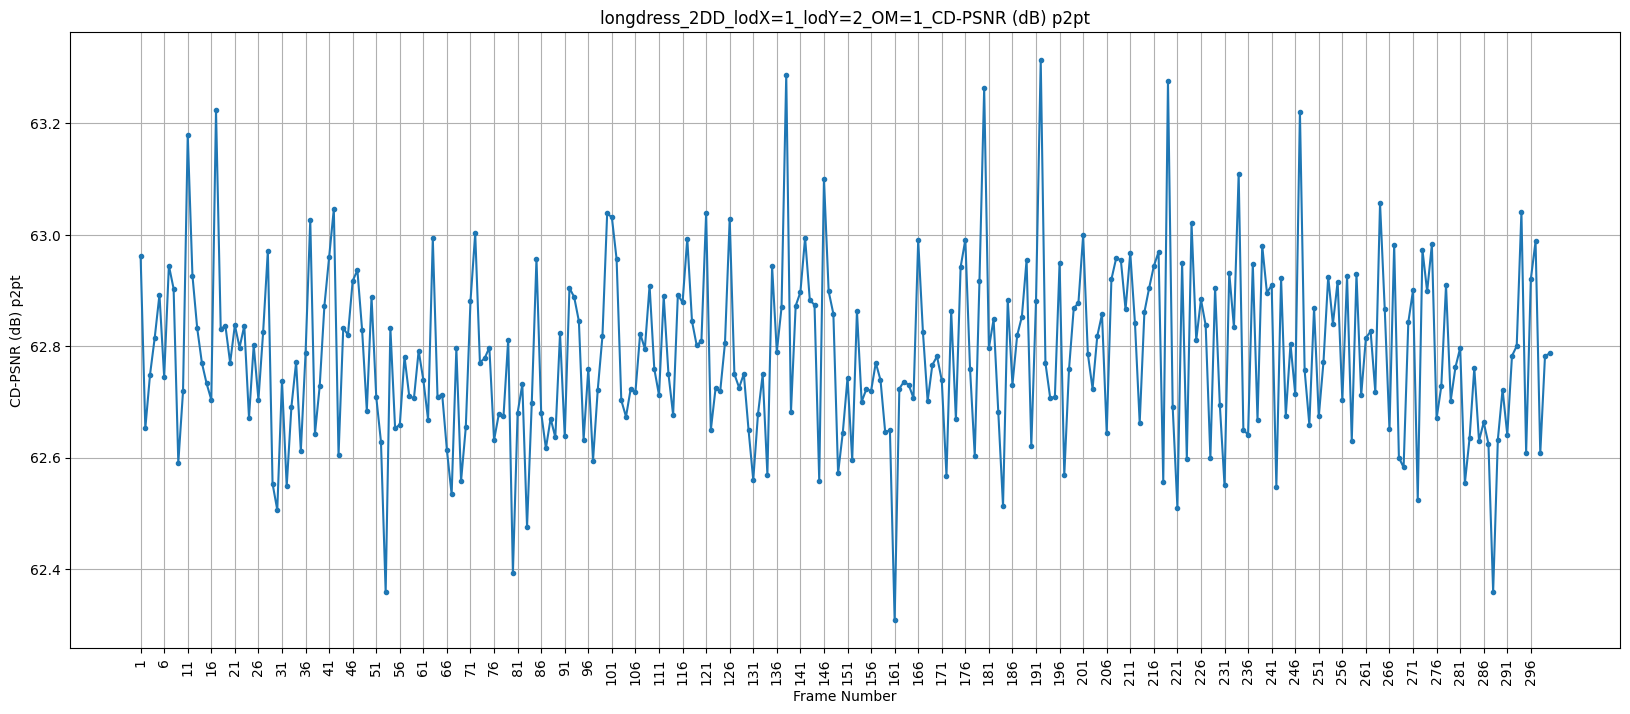 longdress_2DD_lodX=1_lodY=2_OM=1_CD-PSNR (dB) p2pt
CD-PSNR (dB) p2pt
63.2
63.0
62.8
62.6
62.4
1 6 11 16 21 26 31 36 41 46 51 56 61 66 71 76 81 86 91 96 101 106 111 116 121 126 131 136 141 146 151 156 161 166 171 176 181 186 191 196 201 206 211 216 221 226 231 236 241 246 251 256 261 266 271 276 281 286 291 296
Frame Number